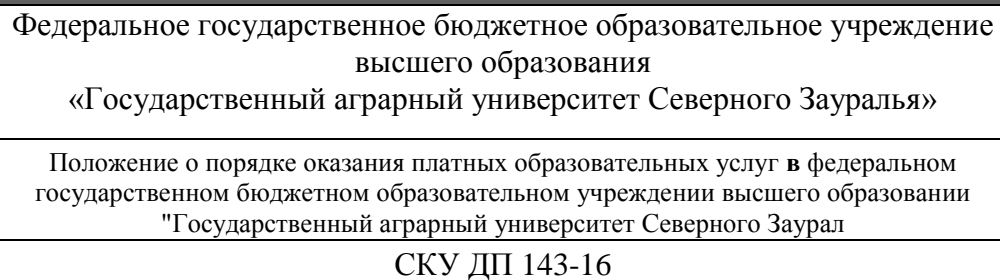 Федеральное государственное бюджетное образовательное учреждение
высшего образования
«Государственный аграрный университет Северного Зауралья»
Положение о порядке оказания платных образовательных услуг в федеральном
государственном бюджетном образовательном учреждении высшего образовании
"Государственный аграрный университет Северного Заурал
СКУ ДП 143-16